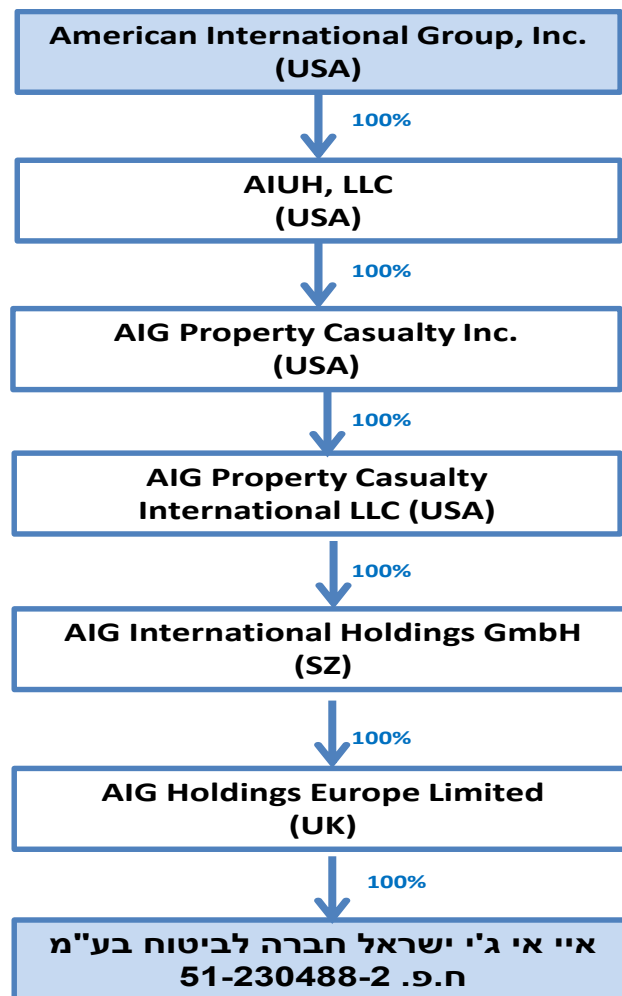 American International Group, Inc.
(USA)
100%
AIUH, LLC
(USA)
100%
AIG Property Casualty Inc.
(USA)
100%
AIG Property Casualty
International LLC (USA)
100%
AIG International Holdings GmbH
(SZ)
100%
AIG Holdings Europe Limited
(UK)
100%
איי אי ג'י ישראל חברה לביטוח בע"מ
ח.פ. 51-230488-2